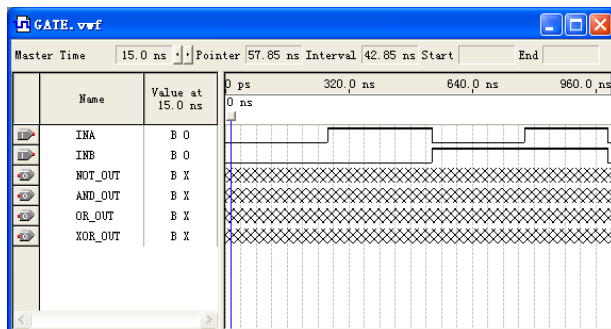 GATE.vwf
Master Time 15.0 ns Pointer 57.85 ns Interval 42.85 ns Start End
Name Value at 15.0 ns 0 ps 320.0 ns 640.0 ns 960.0 ns
0 ns
INA B 0
INB B 0
NOT_OUT B X
AND_OUT B X
OR_OUT B X
XOR_OUT B X